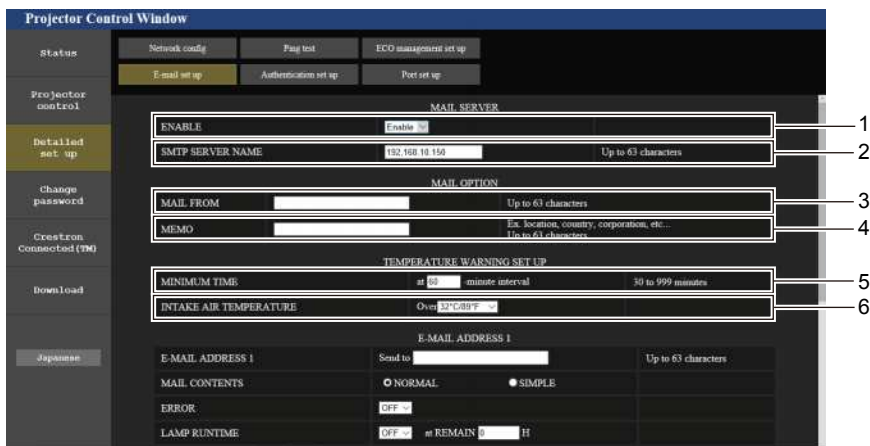 Projector Control Window
Status
Projector control
Detailed set up
Change password
Crestron Connected(TM)
Download
Japanese
Network config Ping test ECO management set up
E-mail set up Authentication set up Port set up
MAIL SERVER
ENABLE Enable 1
SMTP SERVER NAME 192.168.10.150 Up to 63 characters 2
MAIL OPTION
MAIL FROM Up to 63 characters 3
MEMO Ex. location, country, corporation, etc... 4
Up to 63 characters
TEMPERATURE WARNING SET UP
MINIMUM TIME at 60 -minute interval 30 to 999 minutes 5
INTAKE AIR TEMPERATURE Over 32°C/89°F 6
E-MAIL ADDRESS 1
E-MAIL ADDRESS 1 Send to Up to 63 characters
MAIL CONTENTS NORMAL SIMPLE
ERROR OFF
LAMP RUNTIME OFF at REMAIN 0 H